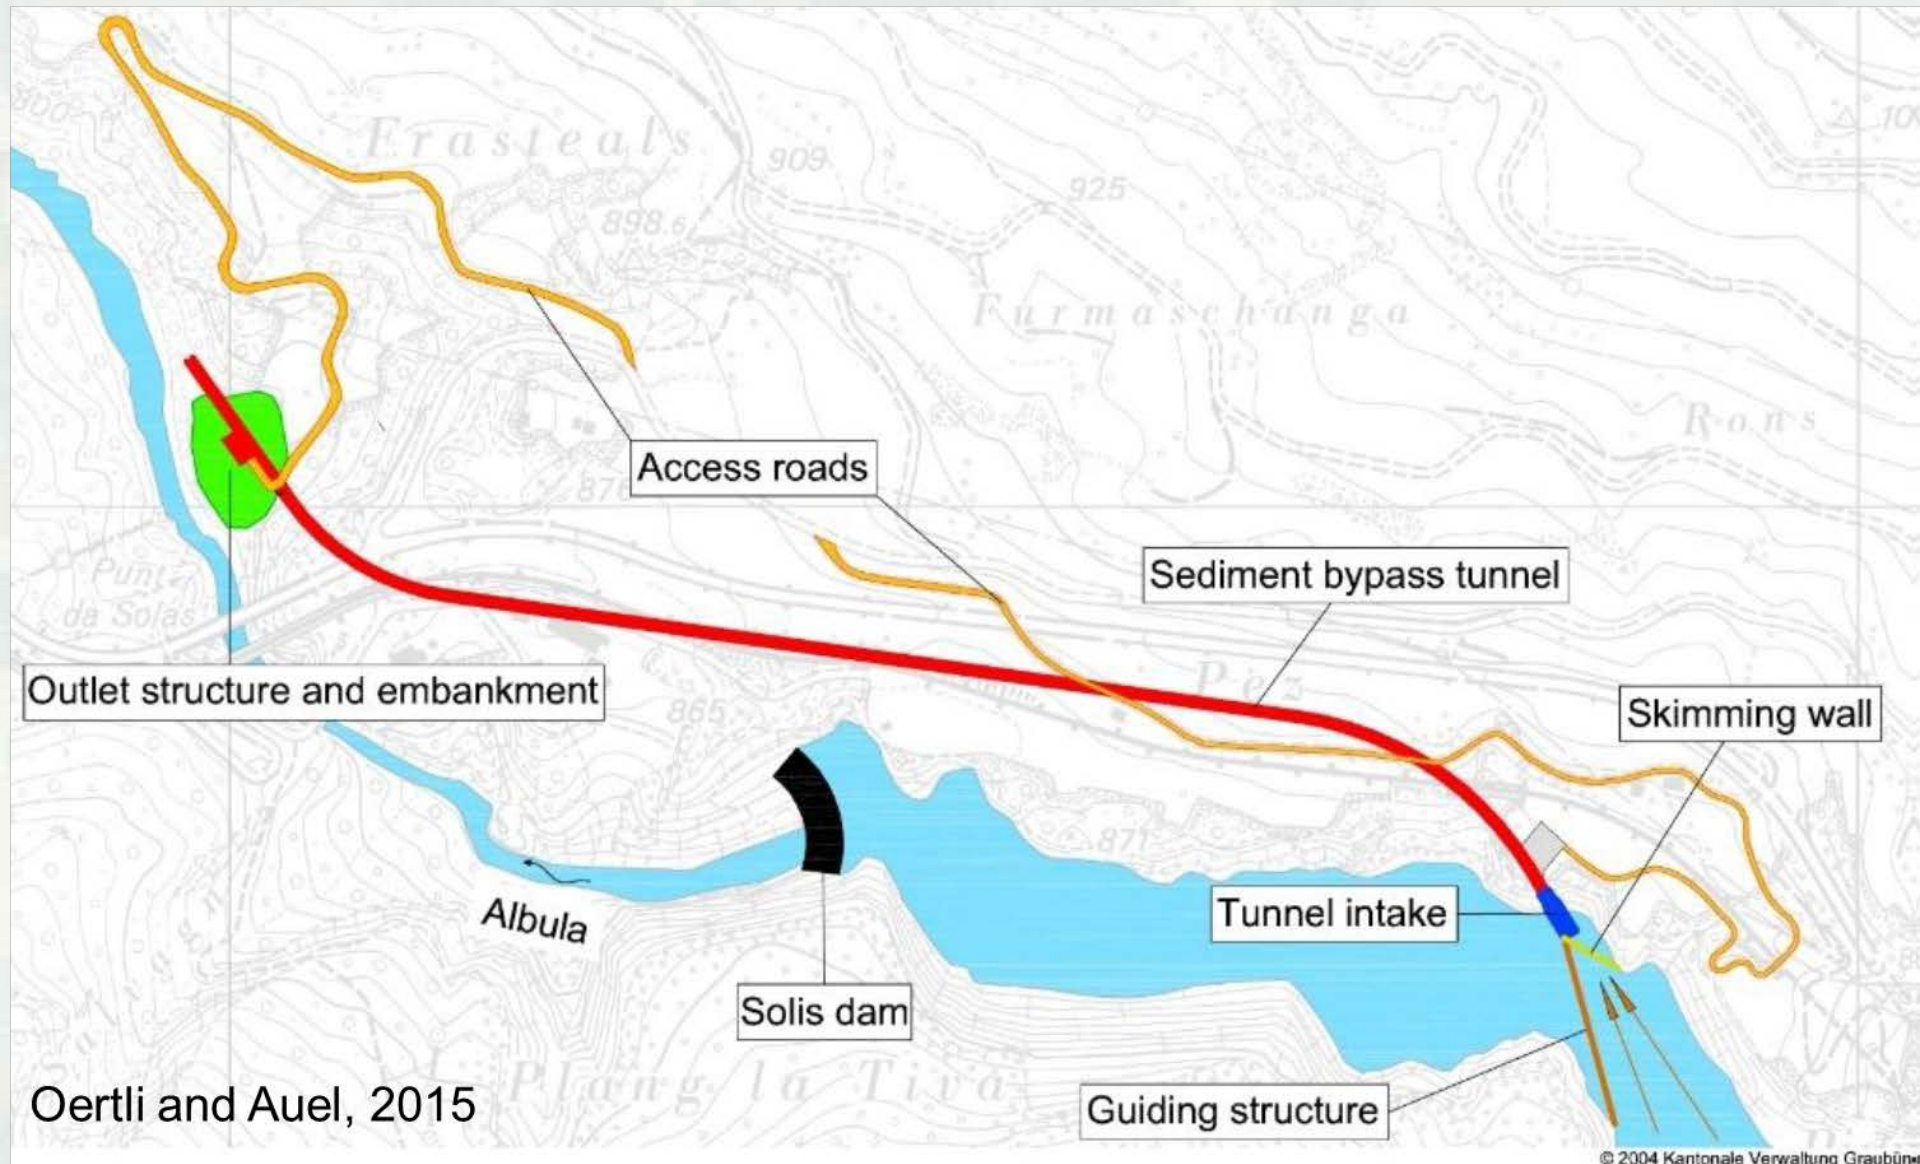 Erasteals
909
925
898.6
Furmaschanga
Rons
Access roads
Sediment bypass tunnel
Punt
da Solas
Pez
Outlet structure and embankment
865
Skimming wall
871
Tunnel intake
Albula
Solis dam
Plang la Tiva
Guiding structure
Oertli and Auel, 2015
© 2004 Kantonale Verwaltung